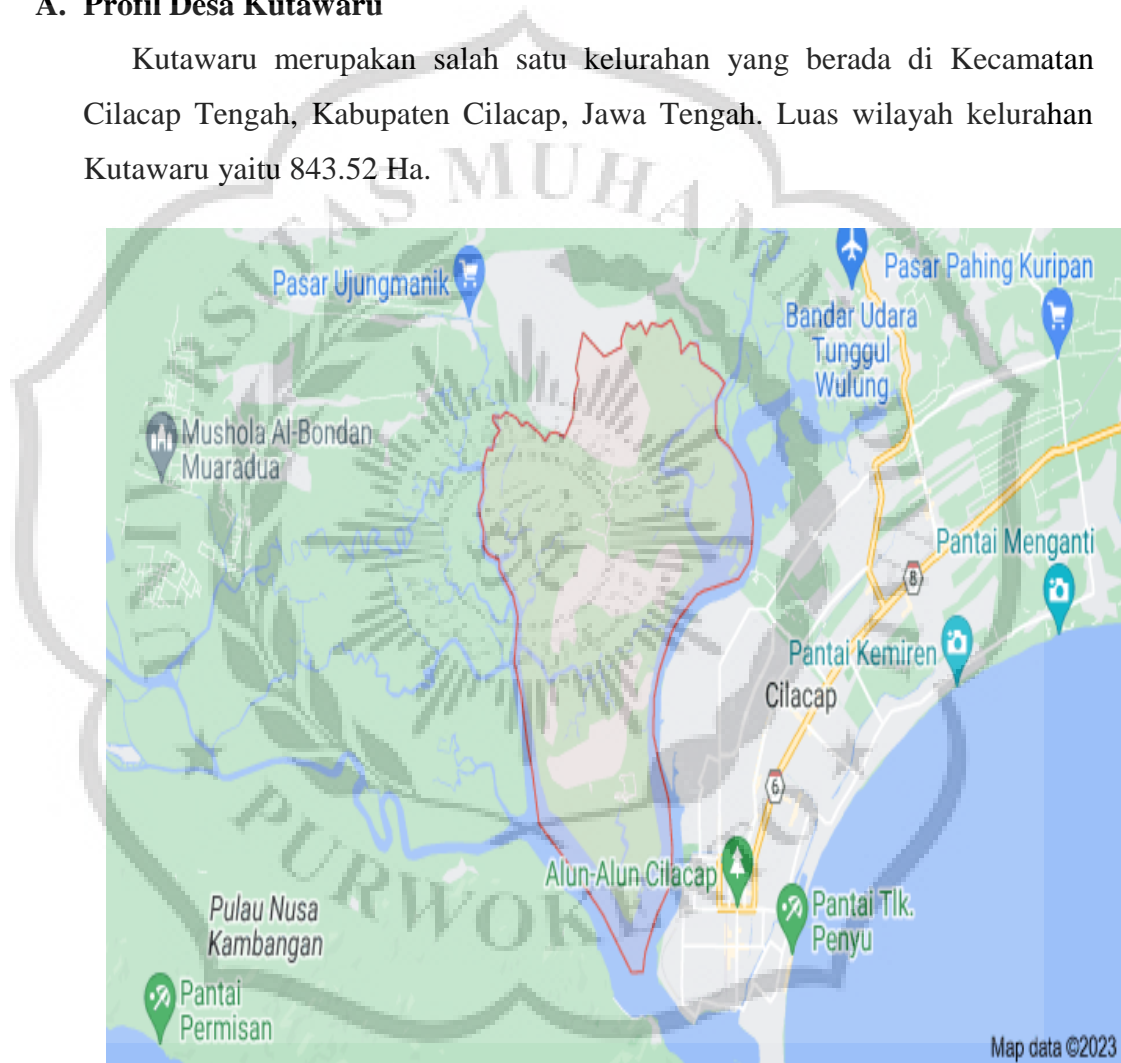 A. Profil Desa Kutawaru
Kutawaru merupakan salah satu kelurahan yang berada di Kecamatan
Cilacap Tengah, Kabupaten Cilacap, Jawa Tengah. Luas wilayah kelurahan
Kutawaru yaitu 843.52 Ha.
UNIVERSITAS MUHAMMADIYAH
PURWOKERTO
Pasar Ujungmanik
Bandar Udara
Tunggul
Wulung
Pasar Pahing Kuripan
Mushola Al-Bondan
Muaradua
Pantai Menganti
8
Pantai Kemiren
Cilacap
6
Alun-Alun Cilacap
Pantai Tlk.
Penyu
Pulau Nusa
Kambangan
Pantai
Permisan
Map data ©2023